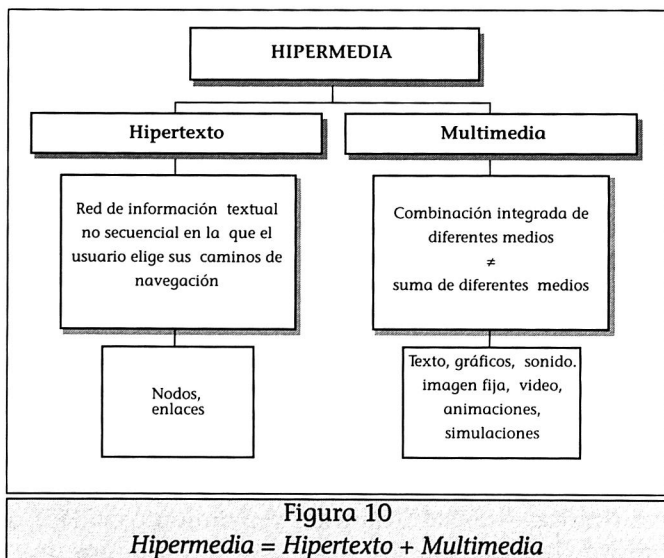 HIPERMEDIA
Hipertexto
Multimedia
Red de información textual
no secuencial en la que el
usuario elige sus caminos de
navegación
Combinación integrada de
diferentes medios
≠
suma de diferentes medios
Nodos,
enlaces
Texto, gráficos, sonido.
imagen fija, video,
animaciones,
simulaciones
Figura 10
Hipermedia = Hipertexto + Multimedia